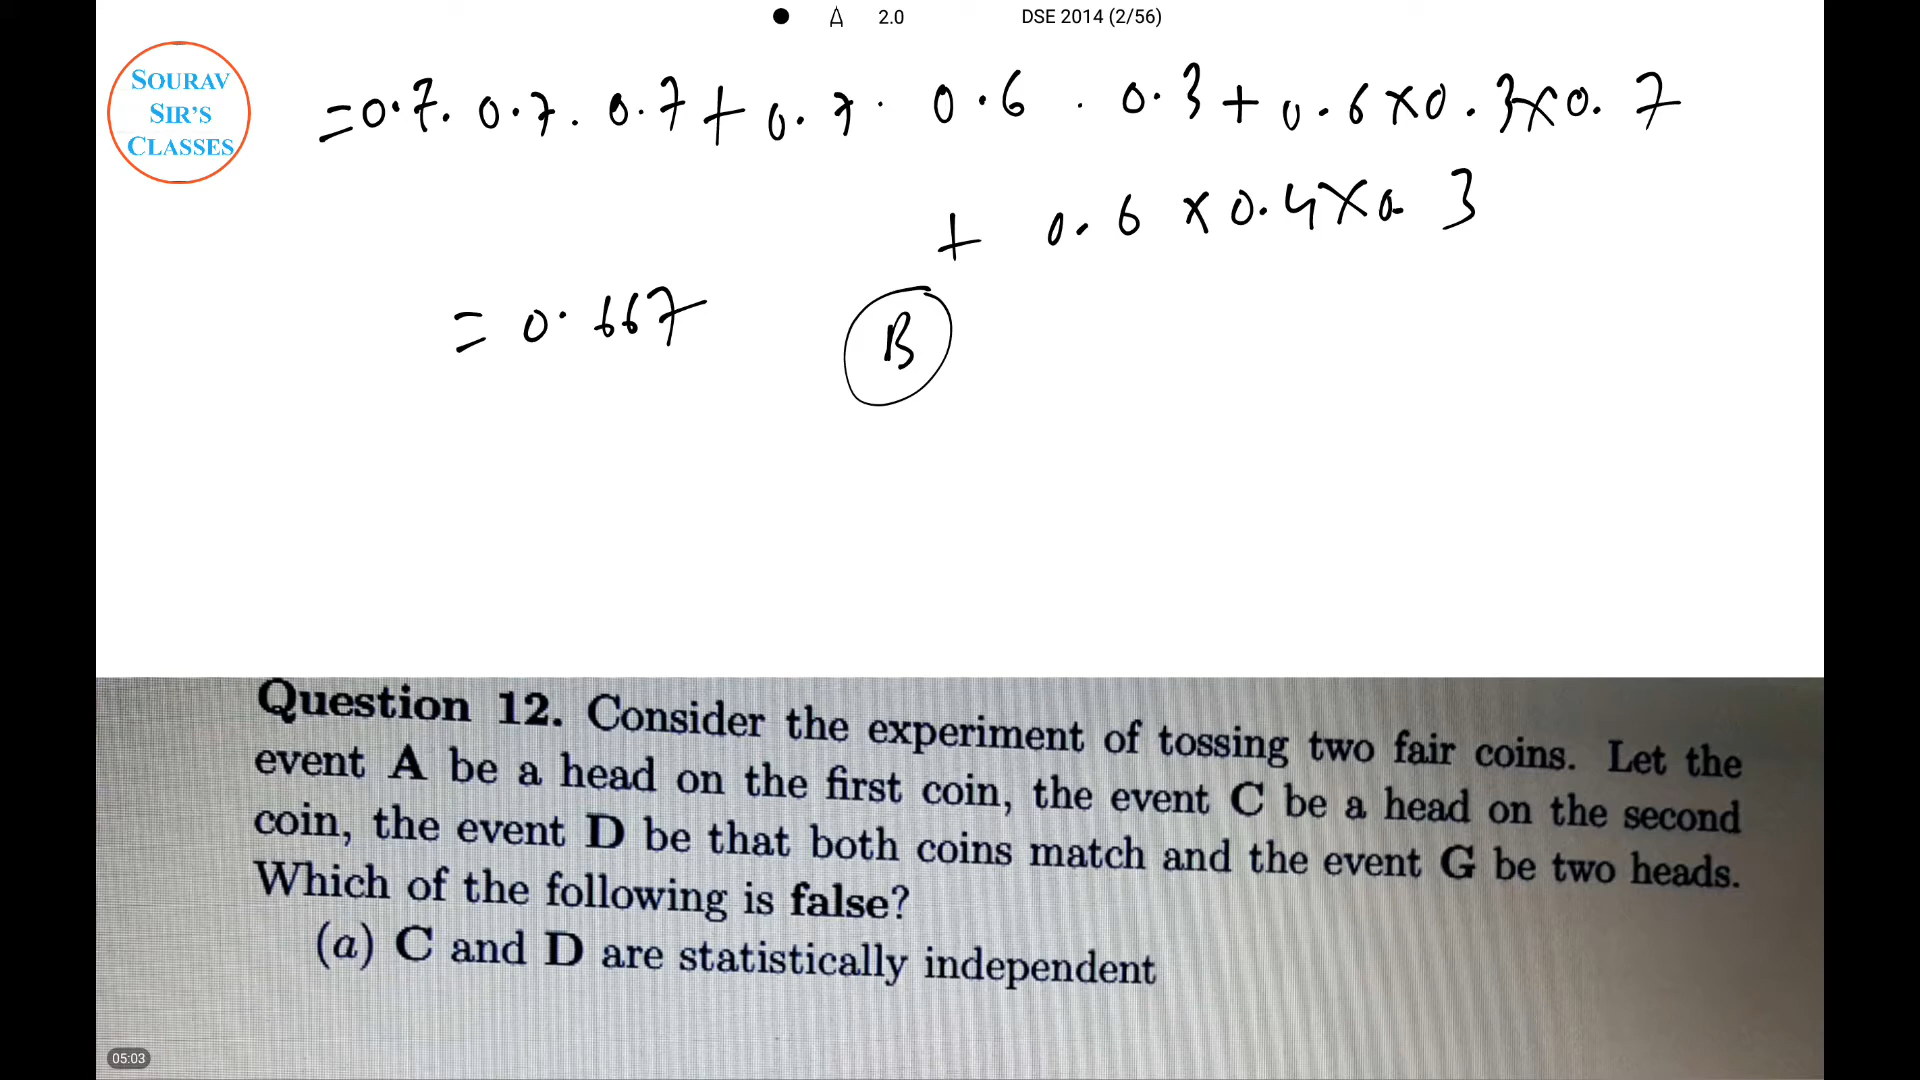 A 2.0 DSE 2014 (2/56)
SOURAV
SIR'S
CLASSES
=0.7. 0.7. 0.7+0.7. 0.6 . 0.3+0.6×0.3×0.7
+ 0.6 ×0.4×0.3
= 0.667 B
Question 12. Consider the experiment of tossing two fair coins. Let the
event A be a head on the first coin, the event C be a head on the second
coin, the event D be that both coins match and the event G be two heads.
Which of the following is false?
(a) C and D are statistically independent
05:03